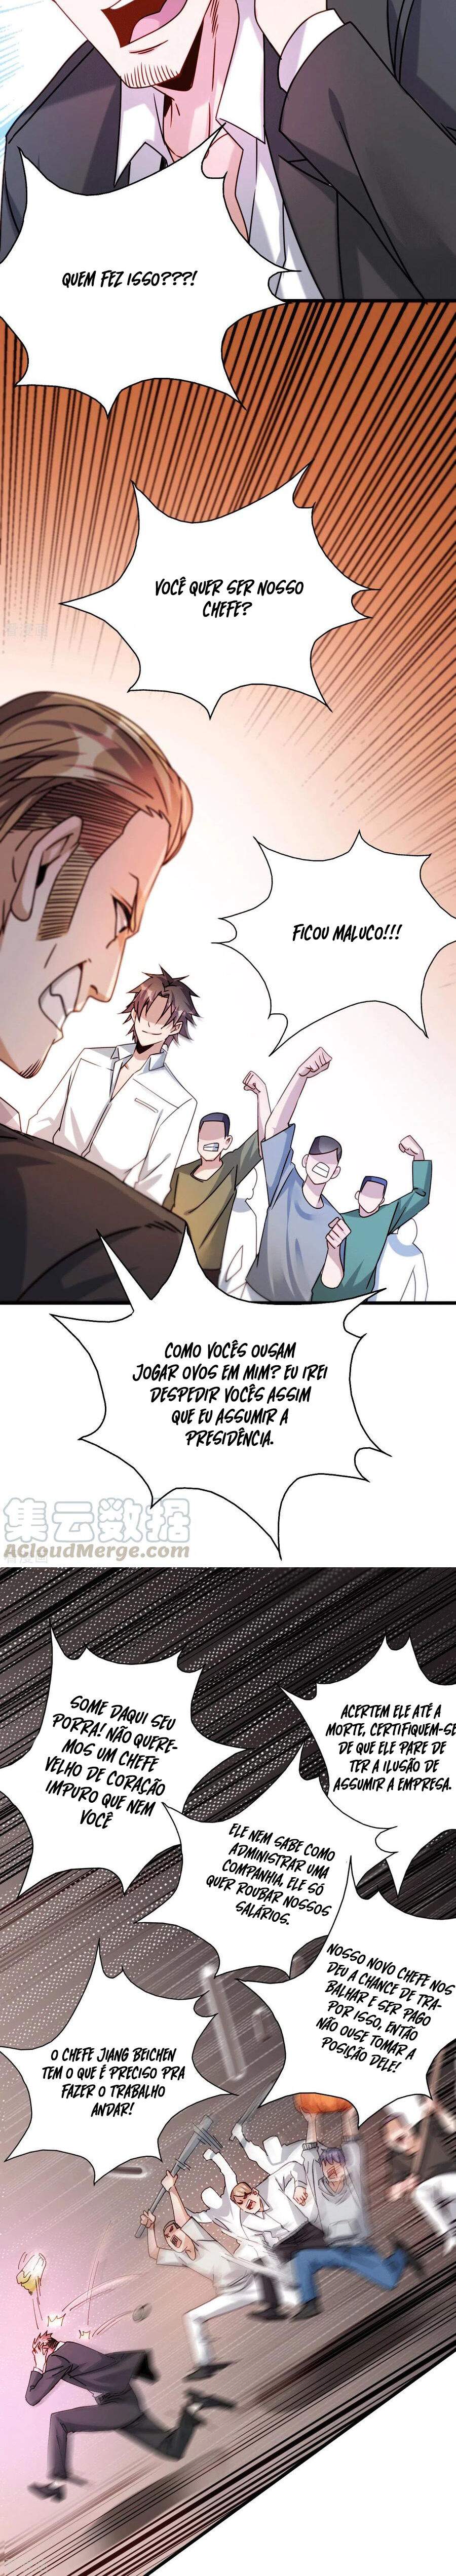 QUEM FEZ ISSO???!
VOCÊ QUER SER NOSSO
CHEFE?
FICOU MALUCO!!!
COMO VOCÊS OUSAM
JOGAR OVOS EM MIM? EU IREI
DESPEDIR VOCÊS ASSIM
QUE EU ASSUMIR A
PRESIDÊNCIA.
集云数据
ACloudMerge.com
SOME DAQUI SEU
PORRA! NÃO QUERE-
MOS UM CHEFE
VELHO DE CORAÇÃO
IMPURO QUE NEM
VOCÊ
ACERTEM ELE ATÉ A
MORTE, CERTIFIQUEM-SE
DE QUE ELE PARE DE
TER A ILUSÃO DE
ASSUMIR A EMPRESA.
ELE NEM SABE COMO
ADMINISTRAR UMA
COMPANHIA, ELE SÓ
QUER ROUBAR NOSSOS
SALÁRIOS.
NOSSO NOVO CHEFE NOS
DEU A CHANCE DE TRA-
BALHAR E SER PAGO
POR ISSO, ENTÃO
NÃO OUSE TOMAR A
POSIÇÃO DELE!
O CHEFE JIANG BEICHEN
TEM O QUE É PRECISO PRA
FAZER O TRABALHO
ANDAR!